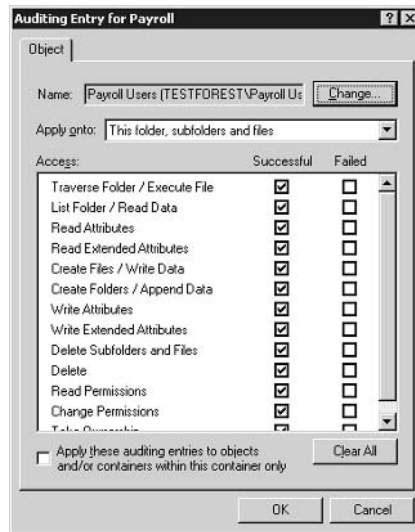 Auditing Entry for Payroll
Object
Name: Payroll Users (TESTFOREST\Payroll Us Change...
Apply onto: This folder, subfolders and files
Access: Successful Failed
Traverse Folder / Execute File
List Folder / Read Data
Read Attributes
Read Extended Attributes
Create Files / Write Data
Create Folders / Append Data
Write Attributes
Write Extended Attributes
Delete Subfolders and Files
Delete
Read Permissions
Change Permissions
Take Ownership
Apply these auditing entries to objects
and/or containers within this container only
Clear All
OK Cancel